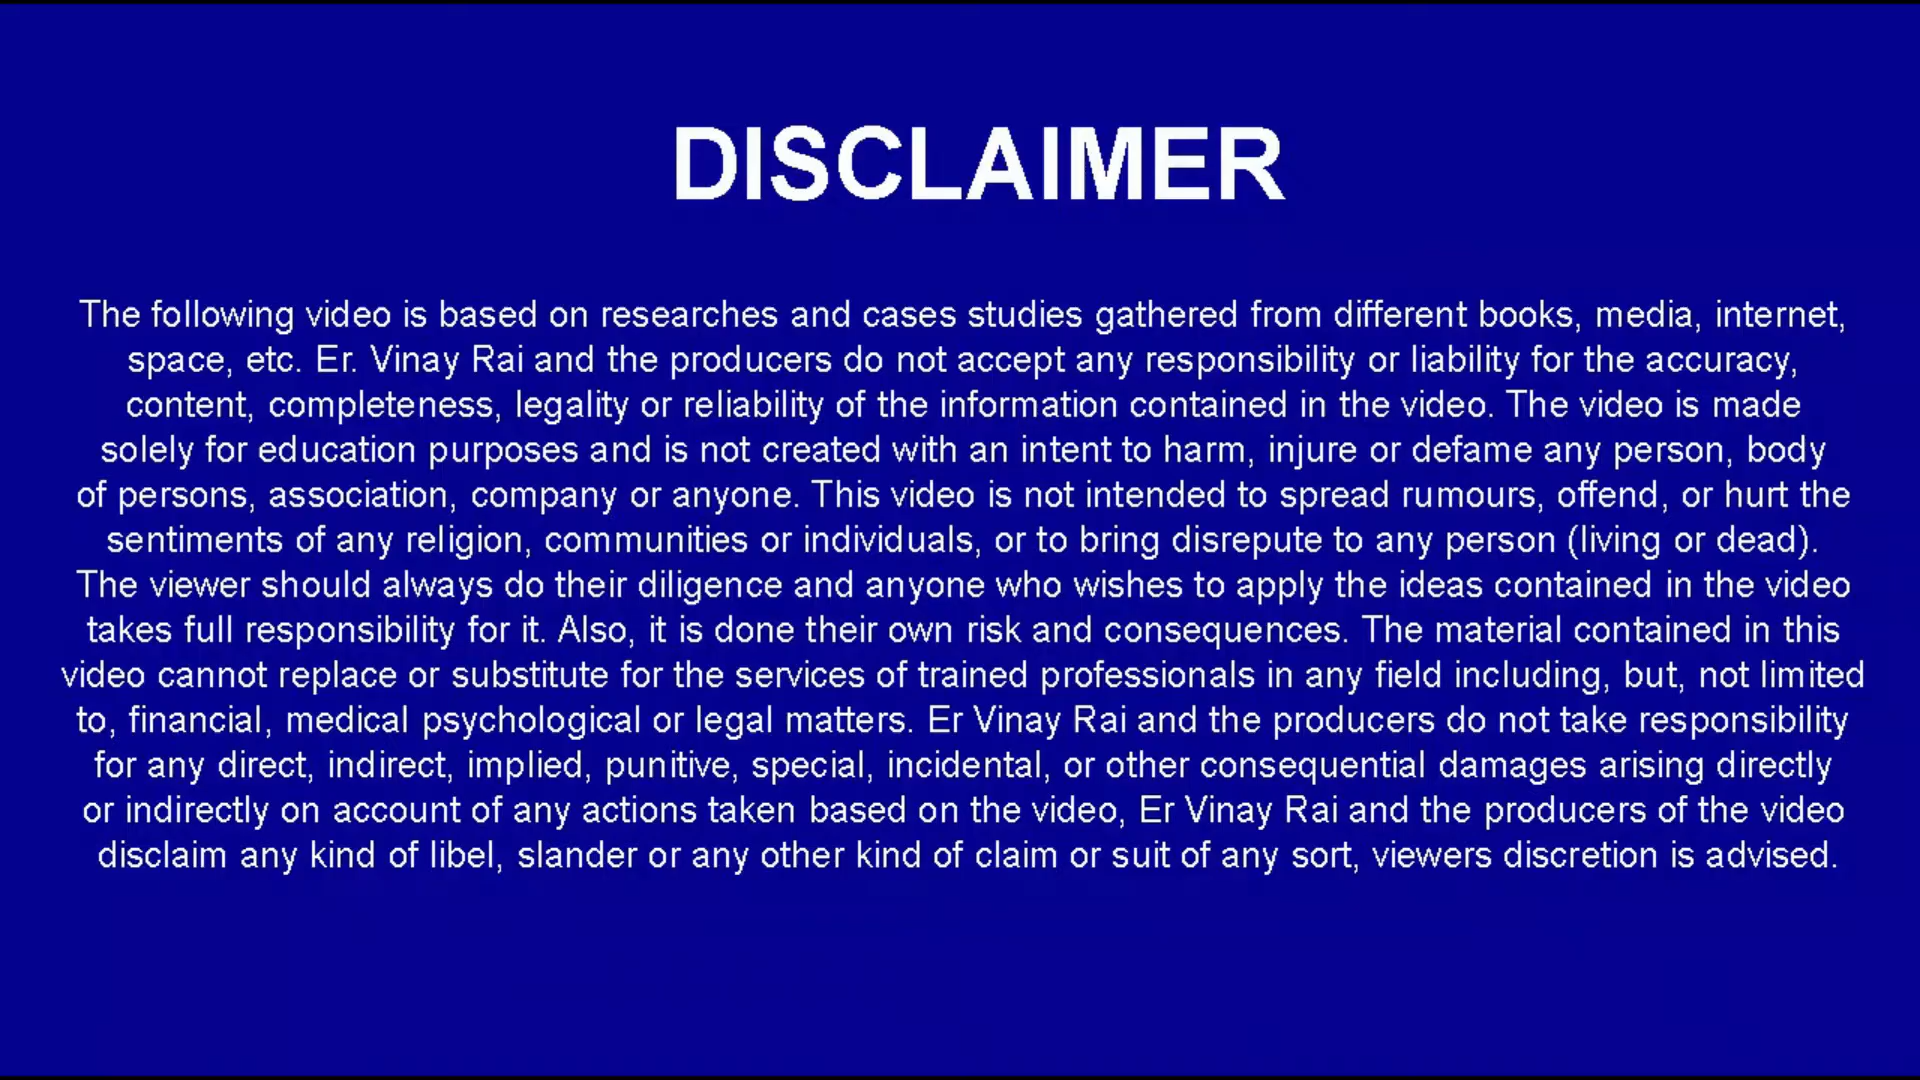 DISCLAIMER
The following video is based on researches and cases studies gathered from different books, media, internet,
space, etc. Er. Vinay Rai and the producers do not accept any responsibility or liability for the accuracy,
content, completeness, legality or reliability of the information contained in the video. The video is made
solely for education purposes and is not created with an intent to harm, injure or defame any person, body
of persons, association, company or anyone. This video is not intended to spread rumours, offend, or hurt the
sentiments of any religion, communities or individuals, or to bring disrepute to any person (living or dead).
The viewer should always do their diligence and anyone who wishes to apply the ideas contained in the video
takes full responsibility for it. Also, it is done their own risk and consequences. The material contained in this
video cannot replace or substitute for the services of trained professionals in any field including, but, not limited
to, financial, medical psychological or legal matters. Er Vinay Rai and the producers do not take responsibility
for any direct, indirect, implied, punitive, special, incidental, or other consequential damages arising directly
or indirectly on account of any actions taken based on the video, Er Vinay Rai and the producers of the video
disclaim any kind of libel, slander or any other kind of claim or suit of any sort, viewers discretion is advised.